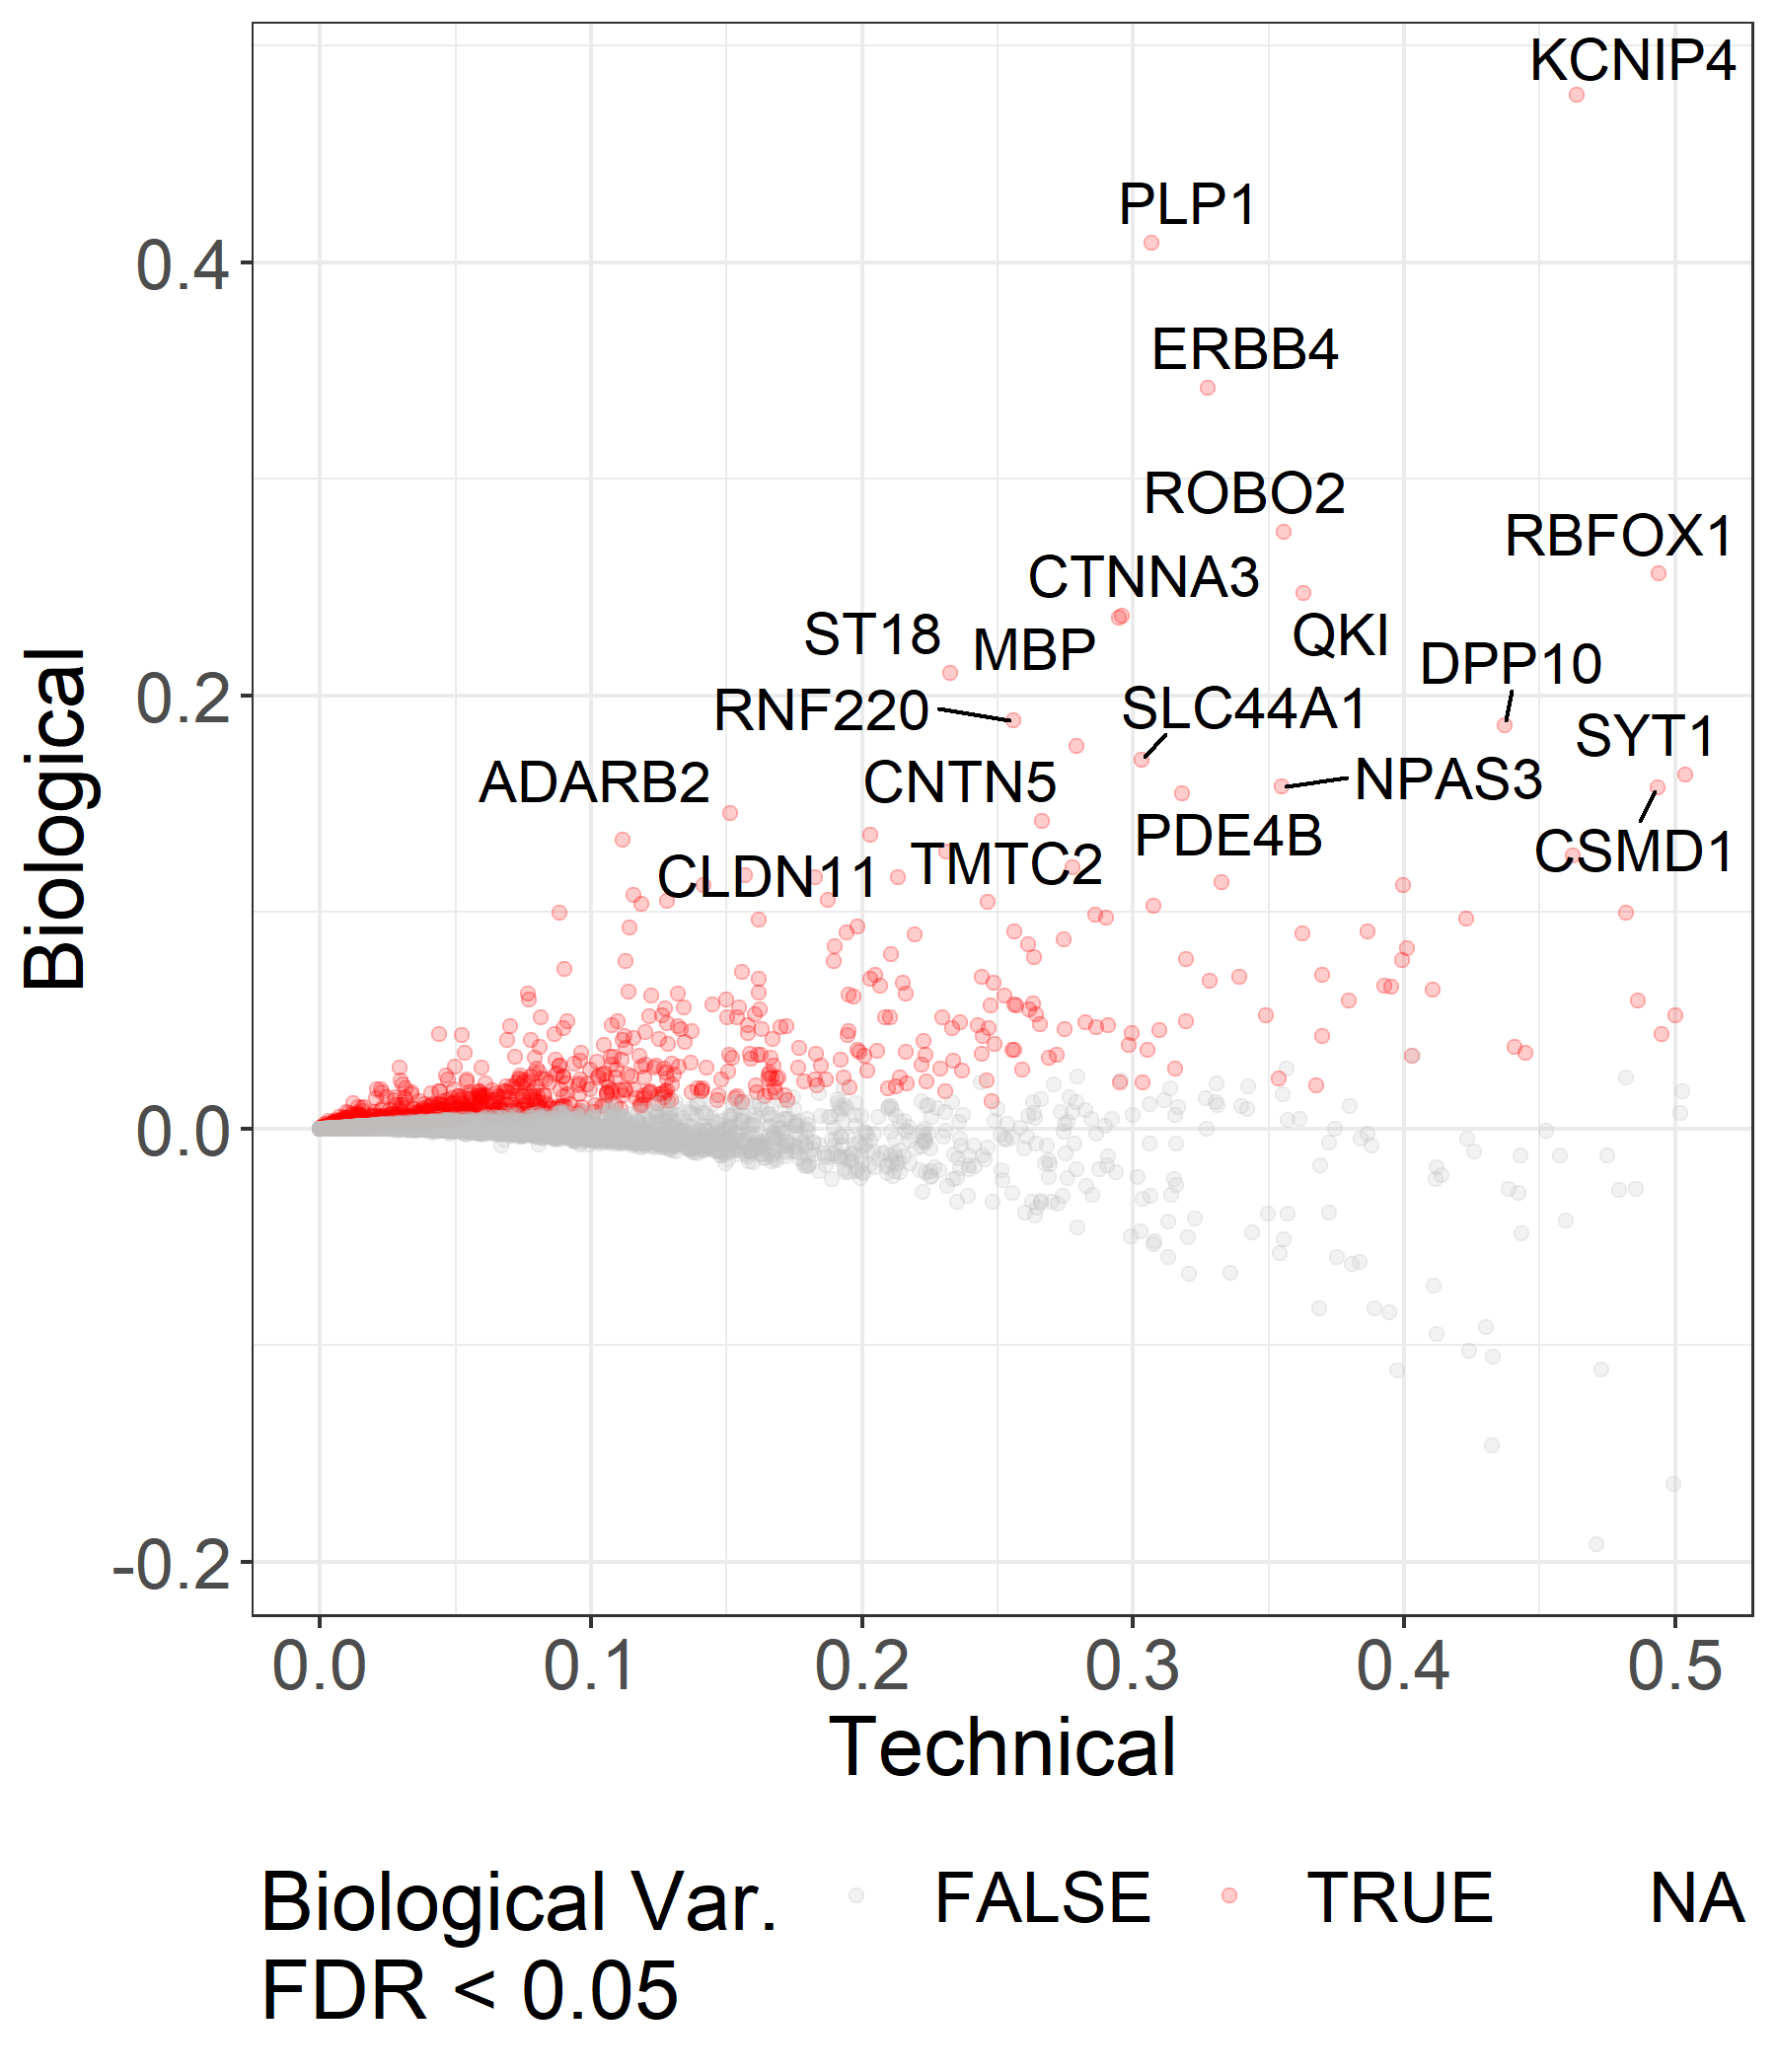 KCNIP4
PLP1
0.4
ERBB4
ROBO2
RBFOX1
CTNNA3
ST18
MBP
QKI
DPP10
0.2
RNF220
SLC44A1
SYT1
ADARB2
CNTN5
NPAS3
PDE4B
CLDN11
TMTC2
CSMD1
Biological
0.0
-0.2
0.0 0.1 0.2 0.3 0.4 0.5
Technical
Biological Var. FALSE TRUE NA
FDR < 0.05